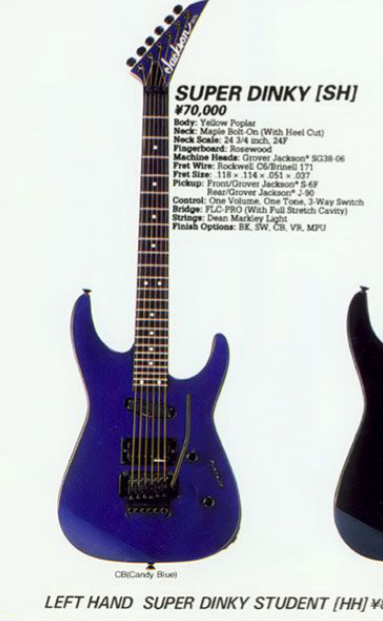 Jackson
SUPER DINKY [SH]
¥70,000
Body: Yellow Poplar
Neck: Maple Bolt-On (With Heel Cut)
Neck Scale: 24 3/4 inch, 24F
Fingerboard: Rosewood
Machine Heads: Grover Jackson® SG38-06
Fret Wire: Rockwell C6/Brinell 171
Fret Size: .118 × .114 × .051 × .037
Pickup: Front/Grover Jackson® S-6F
Rear/Grover Jackson® J-90
Control: One Volume, One Tone, 3-Way Switch
Bridge: FLC-PRO (With Full Stretch Cavity)
Strings: Dean Markley Light
Finish Options: BK, SW, CB, VR, MPU
CB(Candy Blue)
LEFT HAND SUPER DINKY STUDENT [HH] ¥8